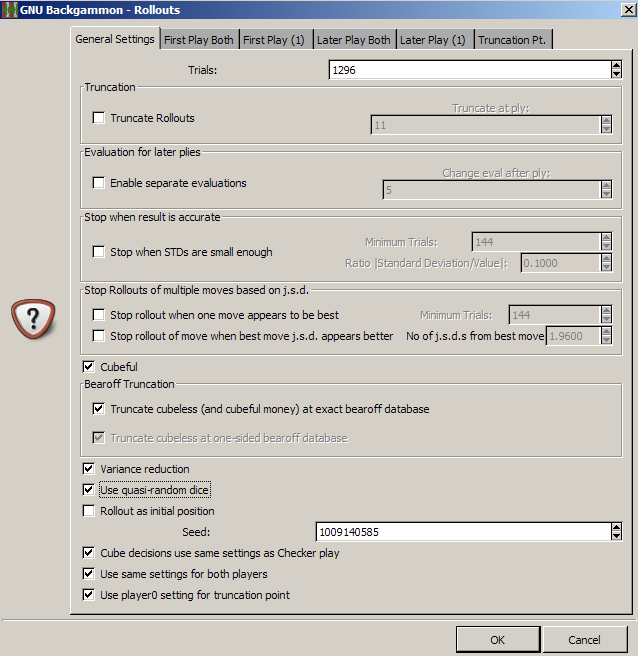 GNU Backgammon - Rollouts
General Settings First Play Both First Play (1) Later Play Both Later Play (1) Truncation Pt.
Trials: 1296
Truncation
Truncate at ply:
Truncate Rollouts 11
Evaluation for later plies
Change eval after ply:
Enable separate evaluations 5
Stop when result is accurate
Minimum Trials: 144
Stop when STDs are small enough
Ratio |Standard Deviation/Value|: 0.1000
Stop Rollouts of multiple moves based on j.s.d.
Stop rollout when one move appears to be best Minimum Trials: 144
Stop rollout of move when best move j.s.d. appears better No of j.s.d.s from best move 1.9600
Cubeful
Bearoff Truncation
Truncate cubeless (and cubeful money) at exact bearoff database
Truncate cubeless at one-sided bearoff database
Variance reduction
Use quasi-random dice
Rollout as initial position
Seed: 1009140585
Cube decisions use same settings as Checker play
Use same settings for both players
Use player0 setting for truncation point
?
OK Cancel